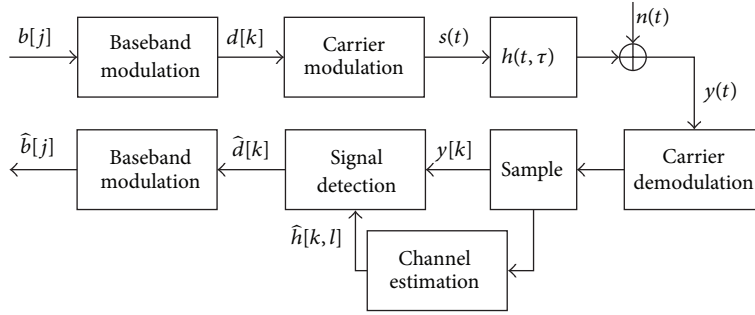 b[j]
Baseband
modulation
d[k]
Carrier
modulation
s(t)
h(t, τ)
n(t)
y(t)
b̂[j]
Baseband
modulation
d̂[k]
Signal
detection
y[k]
Sample
Carrier
demodulation
ĥ[k, l]
Channel
estimation